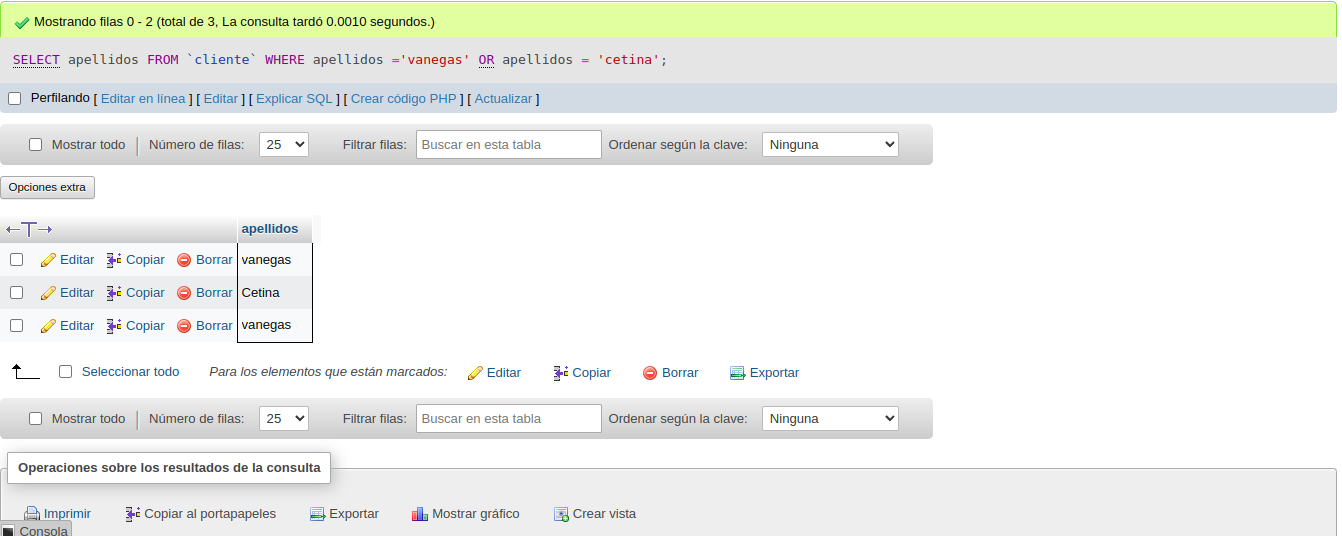 Mostrando filas 0 - 2 (total de 3, La consulta tardó 0.0010 segundos.)
SELECT apellidos FROM `cliente` WHERE apellidos ='vanegas' OR apellidos = 'cetina';
Perfilando [ Editar en línea ] [ Editar ] [ Explicar SQL ] [ Crear código PHP ] [ Actualizar ]
Mostrar todo Número de filas: 25 Filtrar filas: Buscar en esta tabla Ordenar según la clave: Ninguna
Opciones extra
←T→ apellidos
Editar Copiar Borrar vanegas
Editar Copiar Borrar Cetina
Editar Copiar Borrar vanegas
Seleccionar todo Para los elementos que están marcados: Editar Copiar Borrar Exportar
Mostrar todo Número de filas: 25 Filtrar filas: Buscar en esta tabla Ordenar según la clave: Ninguna
Operaciones sobre los resultados de la consulta
Imprimir Copiar al portapapeles Exportar Mostrar gráfico Crear vista
Consola